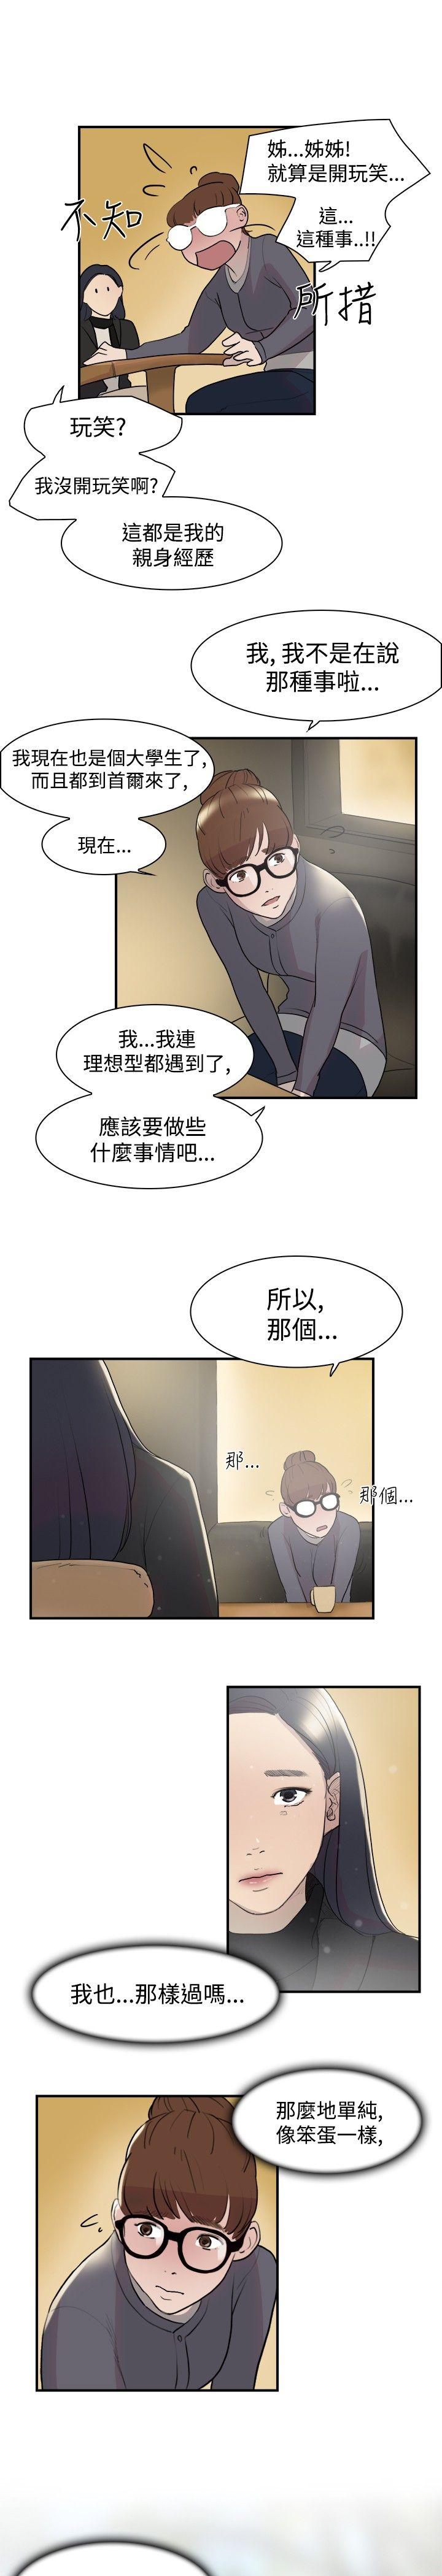 姊...姊姊!
就算是開玩笑...
這...
這種事..!!
不知
所措
玩笑?
我沒開玩笑啊?
這都是我的
親身經歷
我, 我不是在說
那種事啦...
我現在也是個大學生了,
而且都到首爾來了,
現在...
我...我連
理想型都遇到了,
應該要做些
什麼事情吧...
所以,
那個...
那...
那個...
我也...那樣過嗎...
那麼地單純,
像笨蛋一樣,